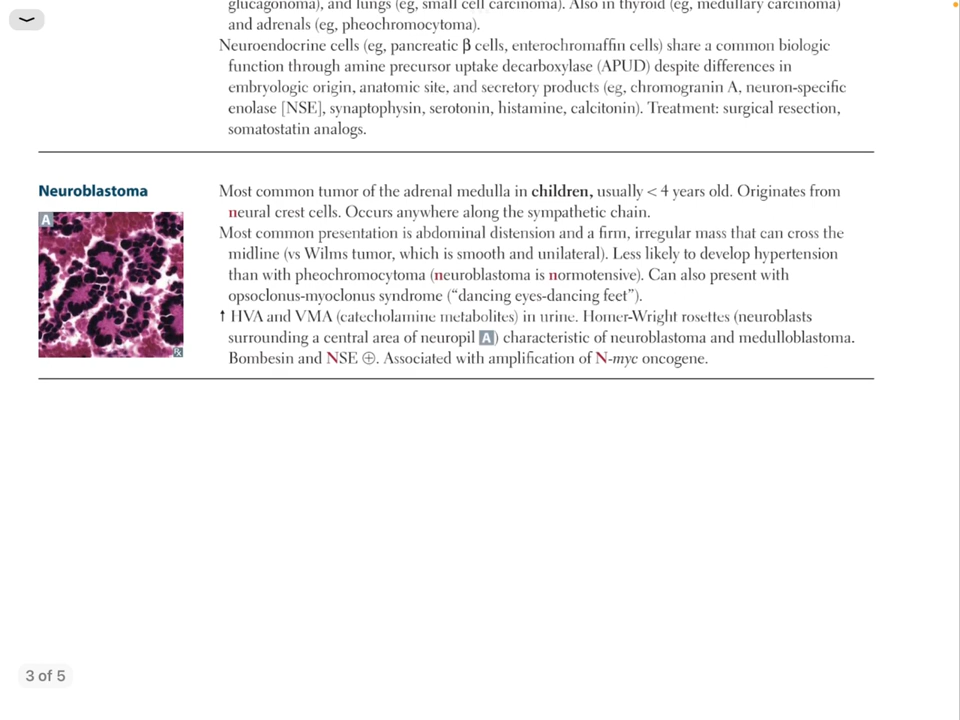 glucagonoma), and lungs (eg, small cell carcinoma). Also in thyroid (eg, medullary carcinoma)
and adrenals (eg, pheochromocytoma).
Neuroendocrine cells (eg, pancreatic β cells, enterochromaffin cells) share a common biologic
function through amine precursor uptake decarboxylase (APUD) despite differences in
embryologic origin, anatomic site, and secretory products (eg, chromogranin A, neuron-specific
enolase [NSE], synaptophysin, serotonin, histamine, calcitonin). Treatment: surgical resection,
somatostatin analogs.
Neuroblastoma
A
Most common tumor of the adrenal medulla in children, usually < 4 years old. Originates from
neural crest cells. Occurs anywhere along the sympathetic chain.
Most common presentation is abdominal distension and a firm, irregular mass that can cross the
midline (vs Wilms tumor, which is smooth and unilateral). Less likely to develop hypertension
than with pheochromocytoma (neuroblastoma is normotensive). Can also present with
opsoclonus-myoclonus syndrome (“dancing eyes-dancing feet”).
↑ HVA and VMA (catecholamine metabolites) in urine. Homer-Wright rosettes (neuroblasts
surrounding a central area of neuropil A) characteristic of neuroblastoma and medulloblastoma.
Bombesin and NSE ⊕. Associated with amplification of N-myc oncogene.
3 of 5